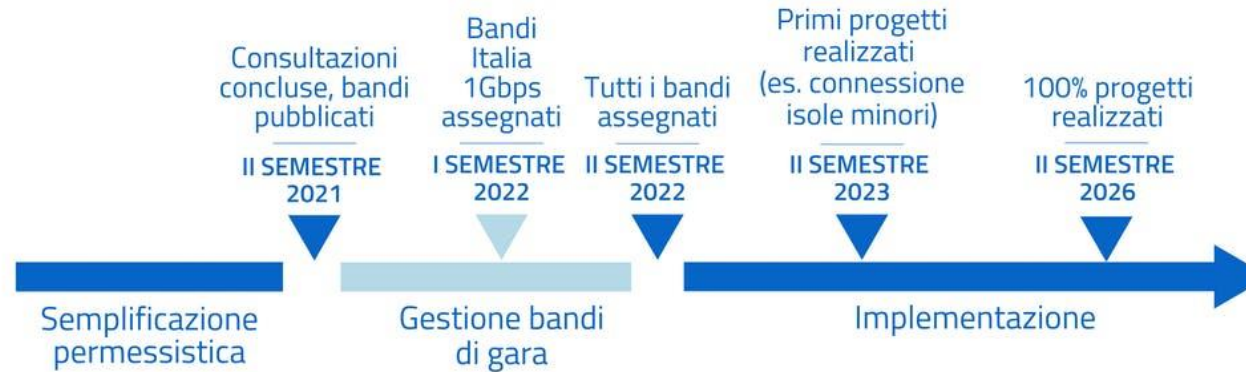 Consultazioni
concluse, bandi
pubblicati
II SEMESTRE
2021
Bandi
Italia
1Gbps
assegnati
I SEMESTRE
2022
Tutti i bandi
assegnati
II SEMESTRE
2022
Primi progetti
realizzati
(es. connessione
isole minori)
II SEMESTRE
2023
100% progetti
realizzati
II SEMESTRE
2026
Semplificazione
permessistica
Gestione bandi
di gara
Implementazione